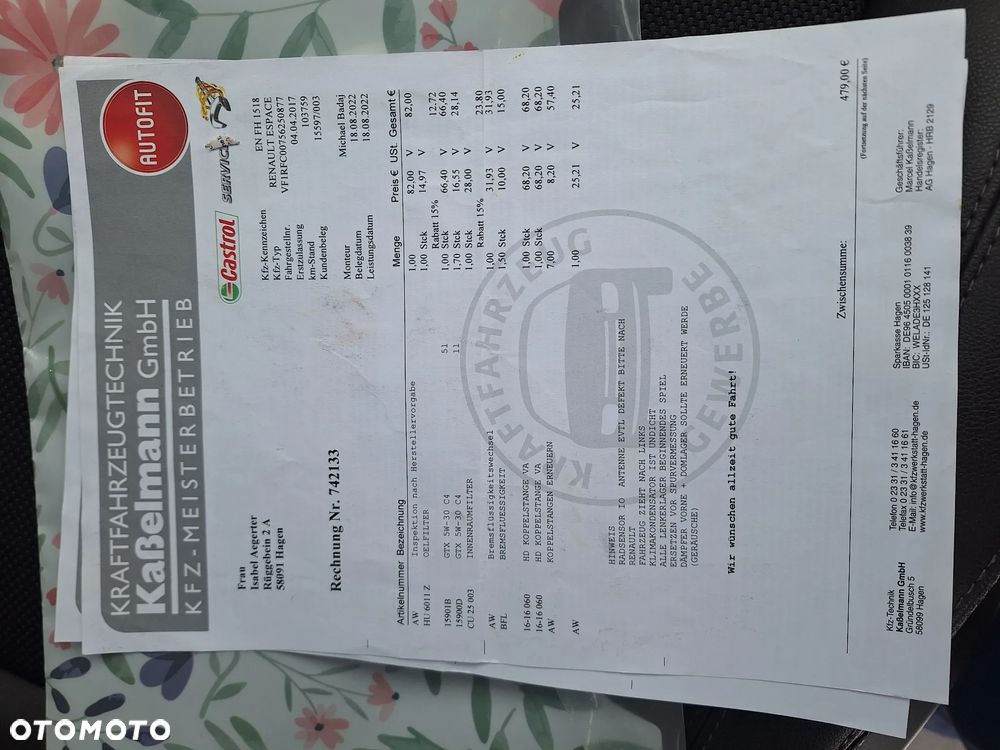 KRAFTFAHRZEUGTECHNIK
Kaßelmann GmbH
KFZ-MEISTERBETRIEB
AUTOFIT
Castrol
SERVICE
Frau
Isabel Aegerter
Rüggebein 2 A
58091 Hagen
Kfz-Kennzeichen EN FH 1518
Kfz-Typ RENAULT ESPACE
Fahrgestellnr. VF1RFC00756250877
Erstzulassung 04.04.2017
km-Stand 103759
Kundenbeleg 15597/003
Monteur Michael Badaj
Belegdatum 18.08.2022
Leistungsdatum 18.08.2022
Rechnung Nr. 742133
Artikelnummer Bezeichnung Menge Preis € USt. Gesamt €
AW Inspektion nach Herstellervorgabe 1,00 82,00 V 82,00
HU 6011 Z OELFILTER 1,00 Stck 14,97 V
Rabatt 15% 12,72
15901B GTX 5W-30 C4 51 1,00 Stck 66,40 V 66,40
15900D GTX 5W-30 C4 11 1,70 Stck 16,55 V 28,14
CU 25 003 INNENRAUMFILTER 1,00 Stck 28,00 V
Rabatt 15% 23,80
AW Bremsflüssigkeitswechsel 1,00 31,93 V 31,93
BFL BREMSFLUESSIGKEIT 1,50 Stck 10,00 V 15,00
16-16 060 HD KOPPELSTANGE VA 1,00 Stck 68,20 V 68,20
16-16 060 HD KOPPELSTANGE VA 1,00 Stck 68,20 V 68,20
AW KOPPELSTANGEN ERNEUERN 7,00 8,20 V 57,40
AW 1,00 25,21 V 25,21
HINWEIS
RADSENSOR IO ANTENNE EVTL DEFEKT BITTE NACH
RENAULT
FAHRZEUG ZIEHT NACH LINKS
KLIMAKONDENSATOR IST UNDICHT
ALLE LENKERLAGER BEGINNENDES SPIEL
ERSETZEN VOR SPURVERMESSUNG
DÄMPFER VORNE + DOMLAGER SOLLTE ERNEUERT WERDE
(GERÄUSCHE)
Wir wünschen allzeit gute Fahrt!
KRAFTFAHRZEUG
GEWERBE
Zwischensumme: 479,00 €
(Fortsetzung auf der nächsten Seite)
Kfz-Technik
Kaßelmann GmbH
Gründelbusch 5
58099 Hagen
Telefon 0 23 31 / 3 41 16 60
Telefax 0 23 31 / 3 41 16 61
E-Mail: info@kfzwerkstatt-hagen.de
www.kfzwerkstatt-hagen.de
Sparkasse Hagen
IBAN: DE96 4505 0001 0116 0038 39
BIC: WELADE3HXXX
USt-IdNr.: DE 125 128 141
Geschäftsführer:
Marcel Kaßelmann
Handelsregister:
AG Hagen - HRB 2129
OTOMOTO